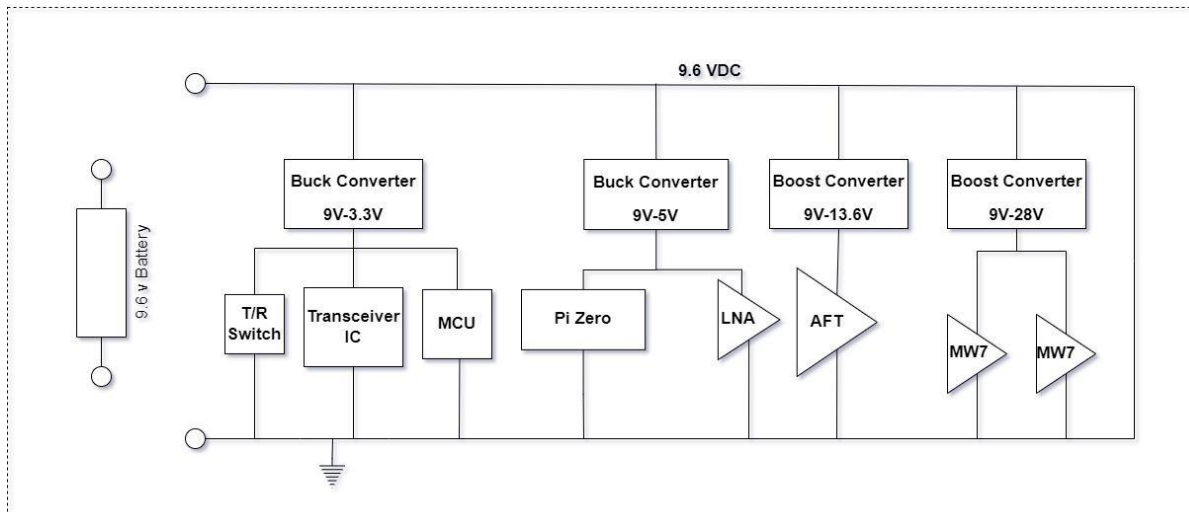 9.6 VDC
Buck Converter
9V-3.3V
Buck Converter
9V-5V
Boost Converter
9V-13.6V
Boost Converter
9V-28V
9.6 v Battery
T/R
Switch
Transceiver
IC
MCU
Pi Zero
LNA
AFT
MW7
MW7